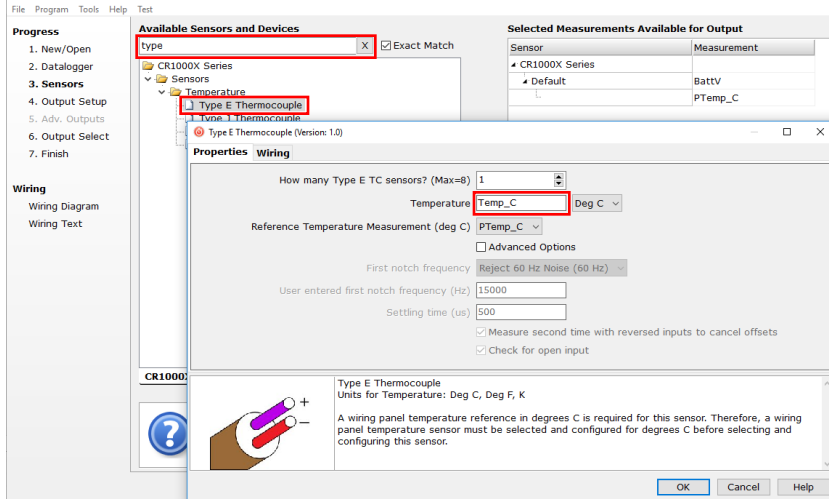 File Program Tools Help Test
Progress
1. New/Open
2. Datalogger
3. Sensors
4. Output Setup
5. Adv. Outputs
6. Output Select
7. Finish
Wiring
Wiring Diagram
Wiring Text
Available Sensors and Devices
type X Exact Match
CR1000X Series
Sensors
Temperature
Type E Thermocouple
Type J Thermocouple
CR1000X
Selected Measurements Available for Output
Sensor Measurement
CR1000X Series
Default BattV
PTemp_C
Type E Thermocouple (Version: 1.0)
Properties Wiring
How many Type E TC sensors? (Max=8) 1
Temperature Temp_C Deg C
Reference Temperature Measurement (deg C) PTemp_C
Advanced Options
First notch frequency Reject 60 Hz Noise (60 Hz)
User entered first notch frequency (Hz) 15000
Settling time (us) 500
Measure second time with reversed inputs to cancel offsets
Check for open input
+
−
Type E Thermocouple
Units for Temperature: Deg C, Deg F, K
A wiring panel temperature reference in degrees C is required for this sensor. Therefore, a wiring
panel temperature sensor must be selected and configured for degrees C before selecting and
configuring this sensor.
?
OK Cancel Help